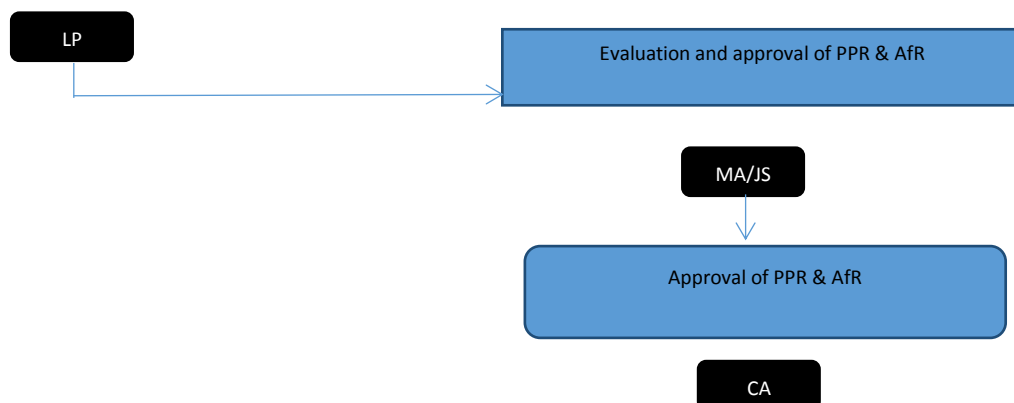 LP
Evaluation and approval of PPR & AfR
MA/JS
Approval of PPR & AfR
CA